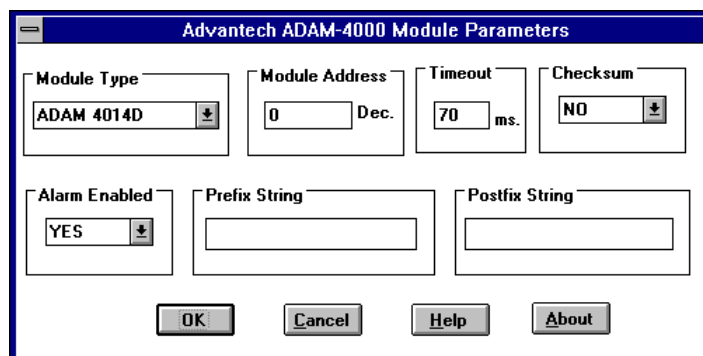 Advantech ADAM-4000 Module Parameters
Module Type
Module Address
Timeout
Checksum
ADAM 4014D
0 Dec.
70 ms.
NO
Alarm Enabled
Prefix String
Postfix String
YES
OK
Cancel
Help
About